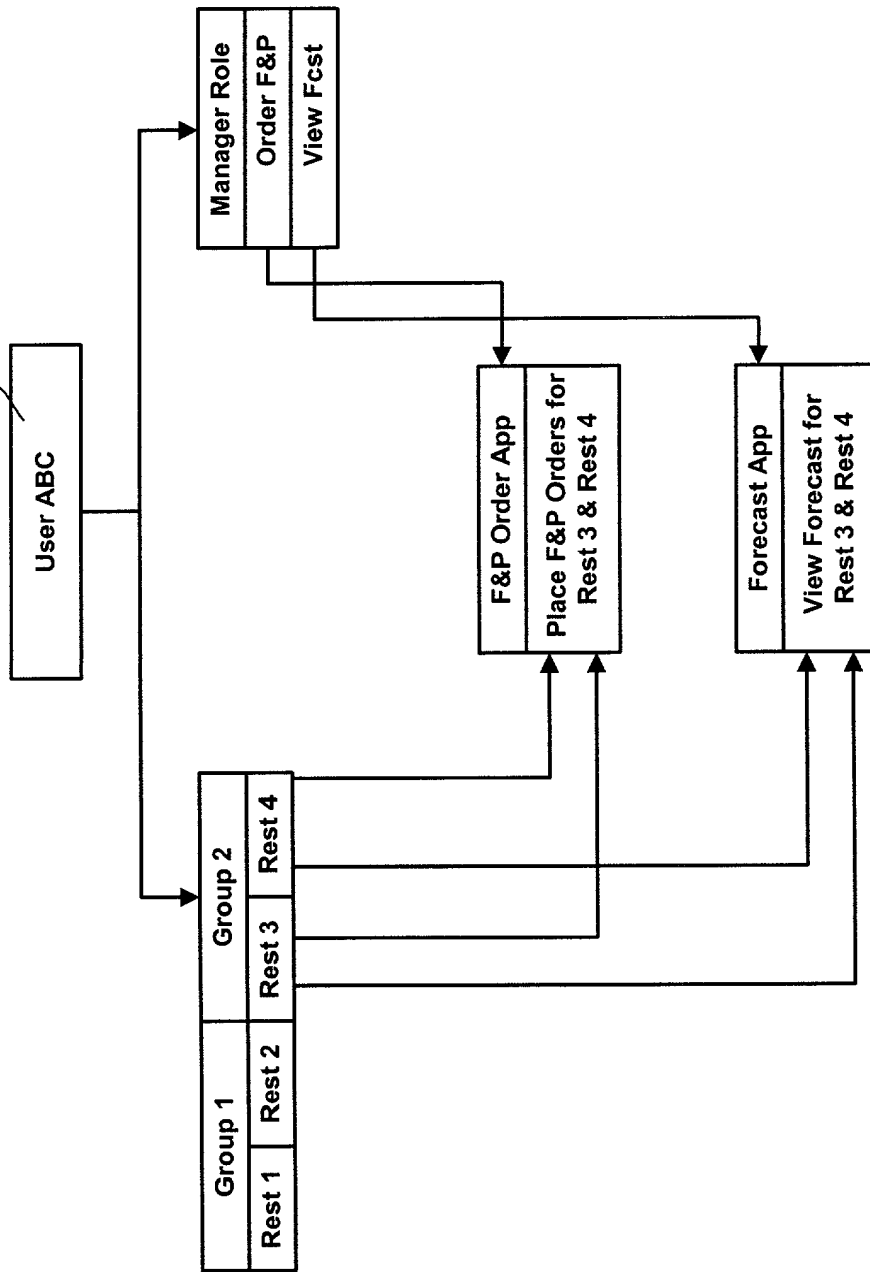 User ABC
Group 1
Group 2
Rest 1
Rest 2
Rest 3
Rest 4
Manager Role
Order F&P
View Fcst
F&P Order App
Place F&P Orders for
Rest 3 & Rest 4
Forecast App
View Forecast for
Rest 3 & Rest 4